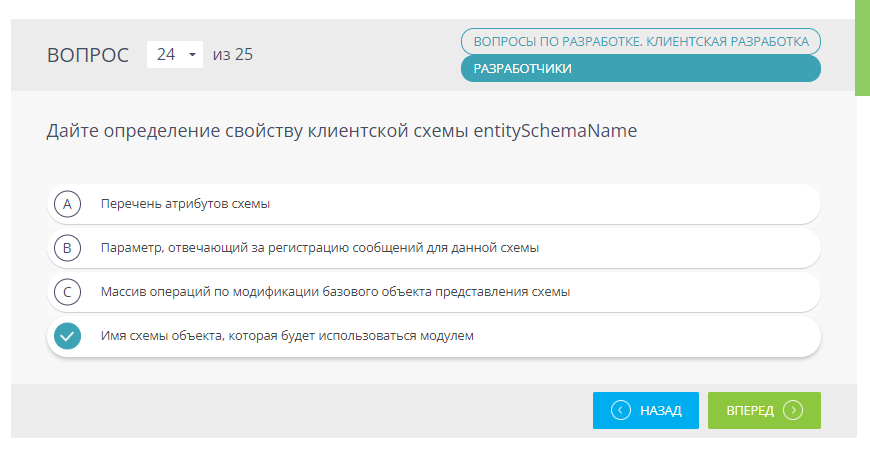 ВОПРОС 24 из 25
ВОПРОСЫ ПО РАЗРАБОТКЕ. КЛИЕНТСКАЯ РАЗРАБОТКА
РАЗРАБОТЧИКИ
Дайте определение свойству клиентской схемы entitySchemaName
A Перечень атрибутов схемы
B Параметр, отвечающий за регистрацию сообщений для данной схемы
C Массив операций по модификации базового объекта представления схемы
Имя схемы объекта, которая будет использоваться модулем
НАЗАД ВПЕРЕД